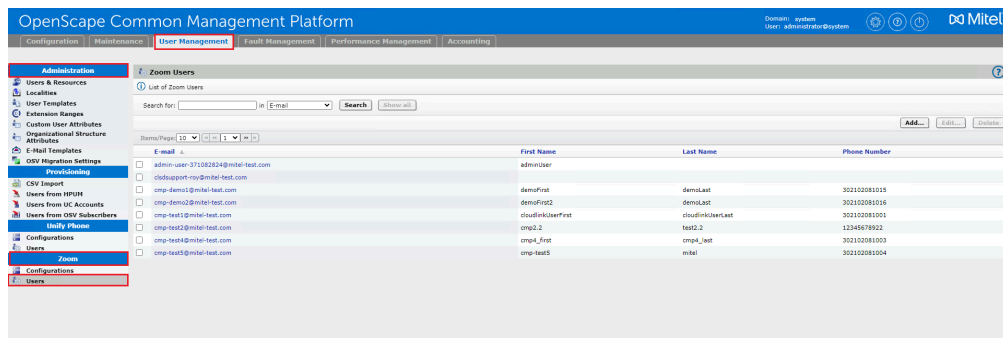 OpenScape Common Management Platform
Domain: system
User: administrator@system
Mitel
Configuration Maintenance User Management Fault Management Performance Management Accounting
Administration
Users & Resources
Localities
User Templates
Extension Ranges
Custom User Attributes
Organizational Structure
Attributes
E-Mail Templates
OSV Migration Settings
Provisioning
CSV Import
Users from HPUM
Users from UC Accounts
Users from OSV Subscribers
Unify Phone
Configurations
Users
Zoom
Configurations
Users
Zoom Users
List of Zoom Users
Search for: in E-mail Search Show all
Add... Edit... Delete
Items/Page: 10 1
E-mail First Name Last Name Phone Number
admin-user-371082824@mitel-test.com adminUser
clsdsupport-roy@mitel-test.com
cmp-demo1@mitel-test.com demoFirst demoLast 302102081015
cmp-demo2@mitel-test.com demoFirst2 demoLast 302102081016
cmp-test1@mitel-test.com cloudlinkUserFirst cloudlinkUserLast 302102081001
cmp-test2@mitel-test.com cmp2.2 test2.2 12345678922
cmp-test4@mitel-test.com cmp4_first cmp4_last 302102081003
cmp-test5@mitel-test.com cmp-test5 mitel 302102081004